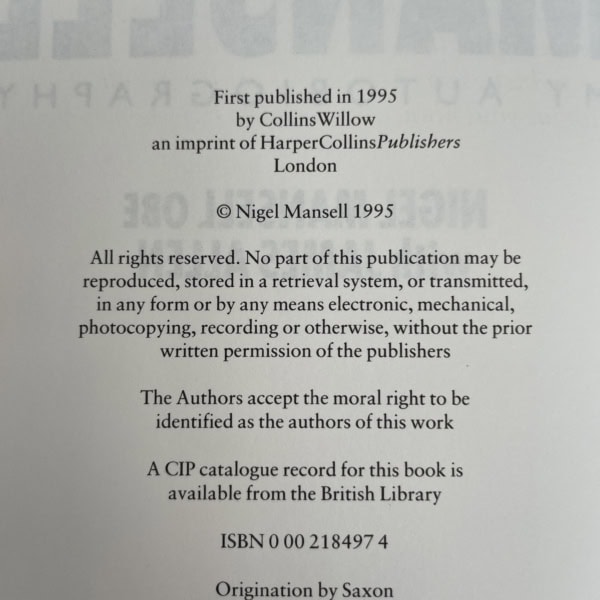 First published in 1995
by CollinsWillow
an imprint of HarperCollinsPublishers
London
© Nigel Mansell 1995
All rights reserved. No part of this publication may be
reproduced, stored in a retrieval system, or transmitted,
in any form or by any means electronic, mechanical,
photocopying, recording or otherwise, without the prior
written permission of the publishers
The Authors accept the moral right to be
identified as the authors of this work
A CIP catalogue record for this book is
available from the British Library
ISBN 0 00 218497 4
Origination by Saxon